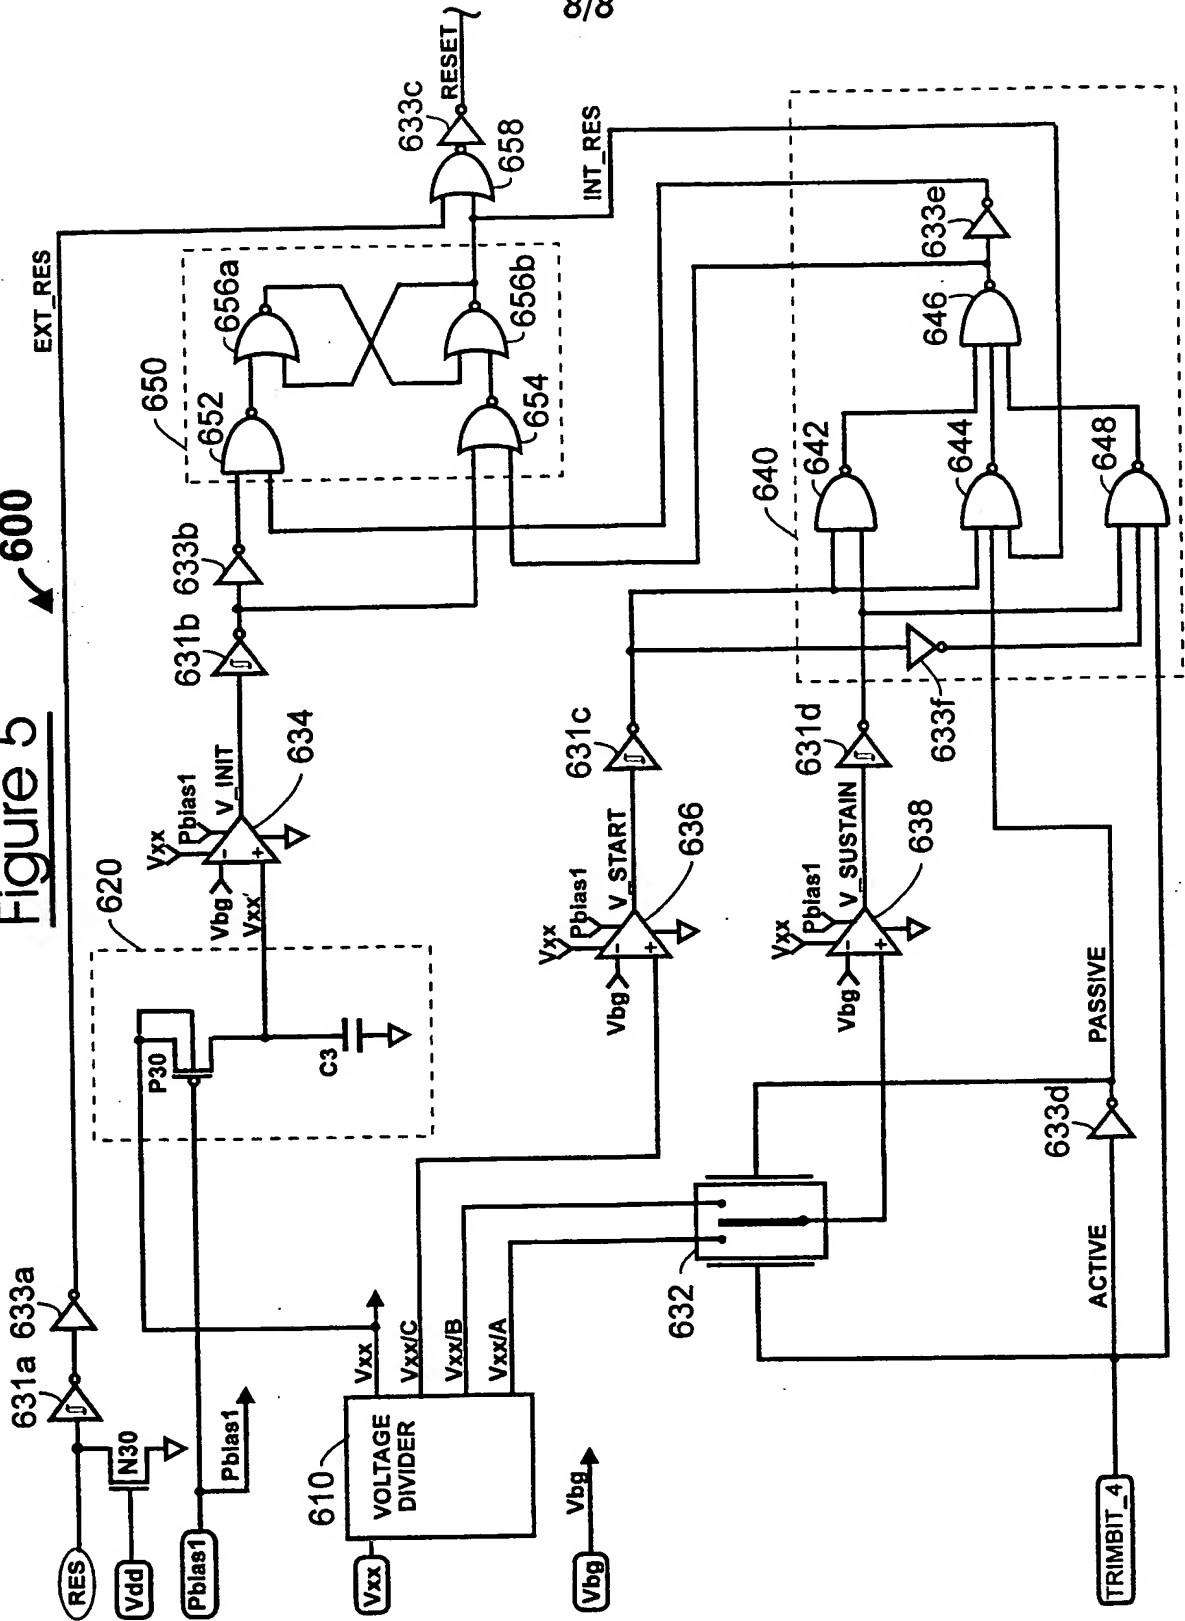 8/8
Figure 5
600
RES
631a
633a
EXT_RES
N30
Vdd
Pbias1
Pbias1
620
P30
C3
Vxx
Pbias1
V_INIT
Vbg
Vxx'
634
631b
633b
650
652
654
656a
656b
633c
RESET
658
INT_RES
Vxx
610
VOLTAGE
DIVIDER
Vxx
Vxx/C
Vxx/B
Vxx/A
Vbg
Vbg
Vxx
Pbias1
V_START
Vbg
636
631c
632
Vxx
Pbias1
V_SUSTAIN
Vbg
638
631d
633f
640
642
644
648
646
633e
TRIMBIT_4
ACTIVE
633d
PASSIVE